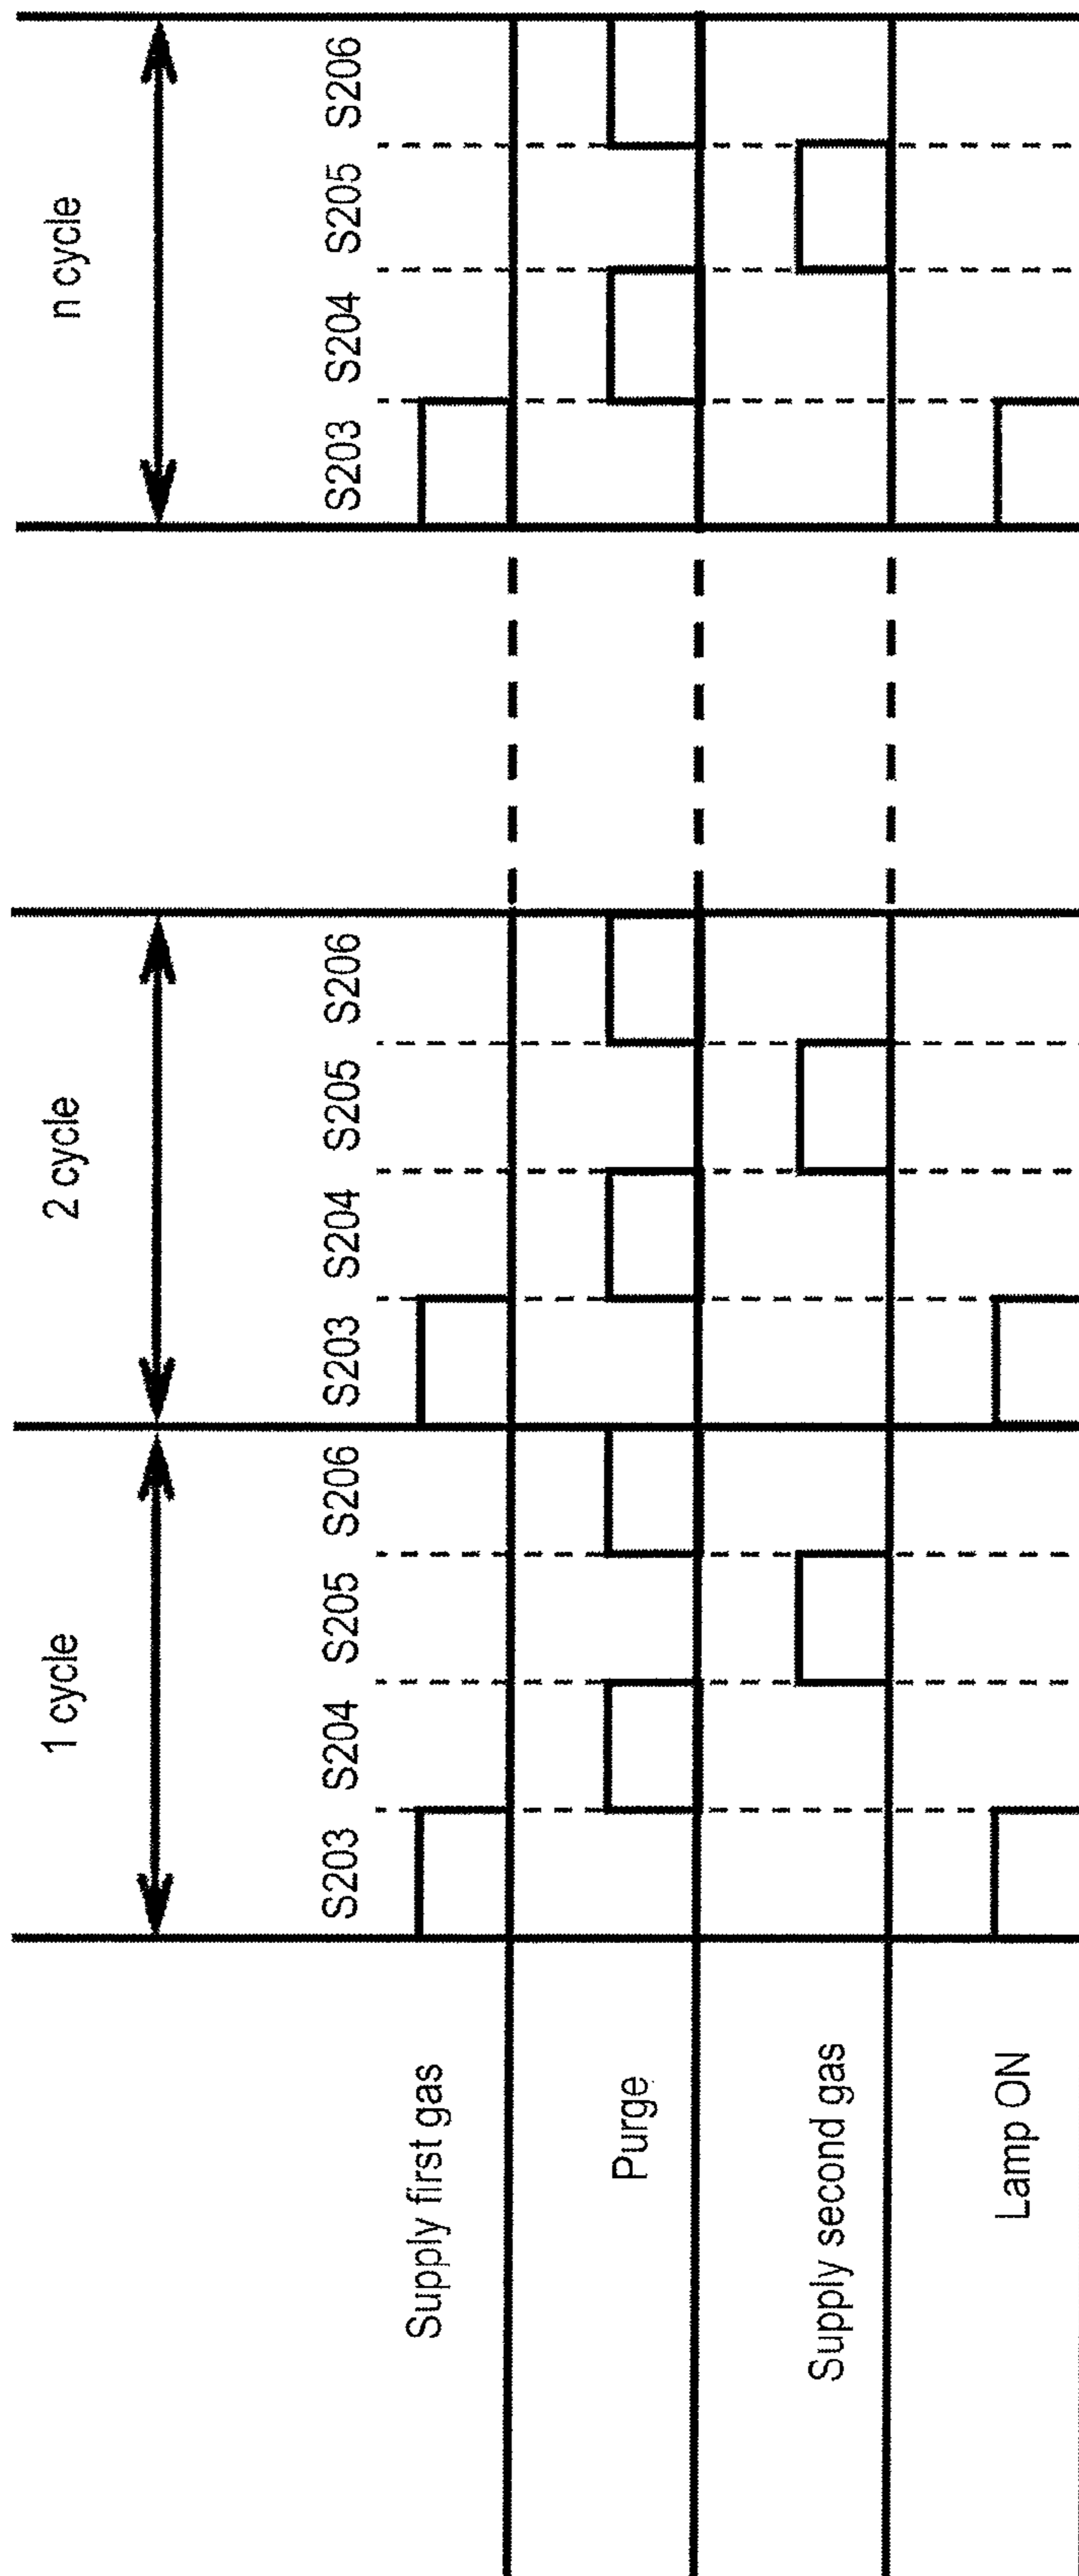 1 cycle
2 cycle
n cycle
S203 S204 S205 S206 S203 S204 S205 S206 S203 S204 S205 S206
Supply first gas
Purge
Supply second gas
Lamp ON